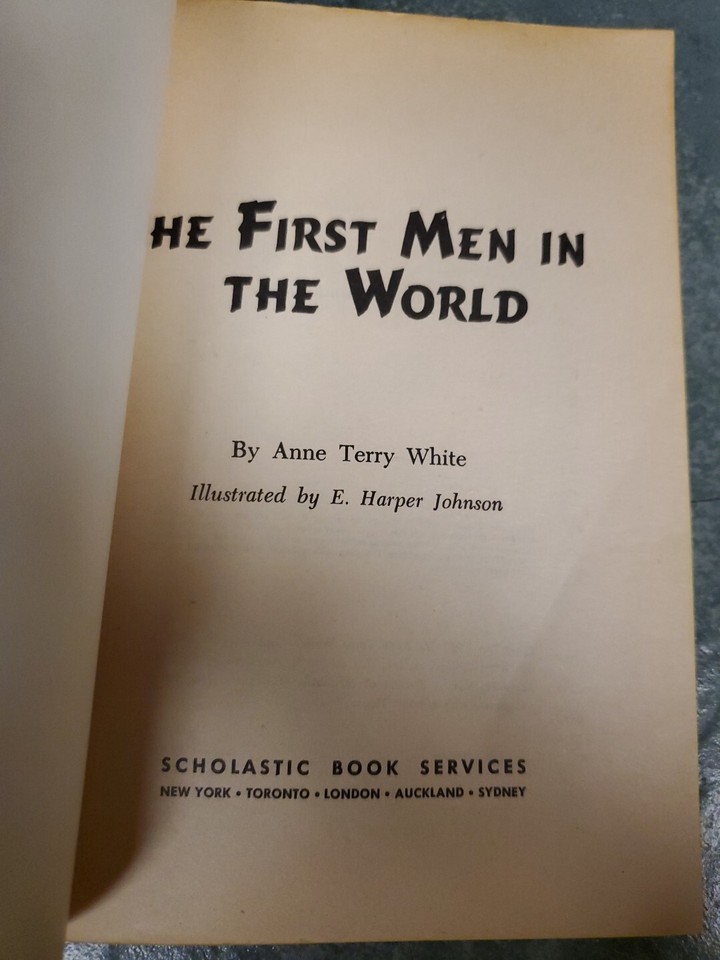 HE FIRST MEN IN
THE WORLD
By Anne Terry White
Illustrated by E. Harper Johnson
SCHOLASTIC BOOK SERVICES
NEW YORK • TORONTO • LONDON • AUCKLAND • SYDNEY